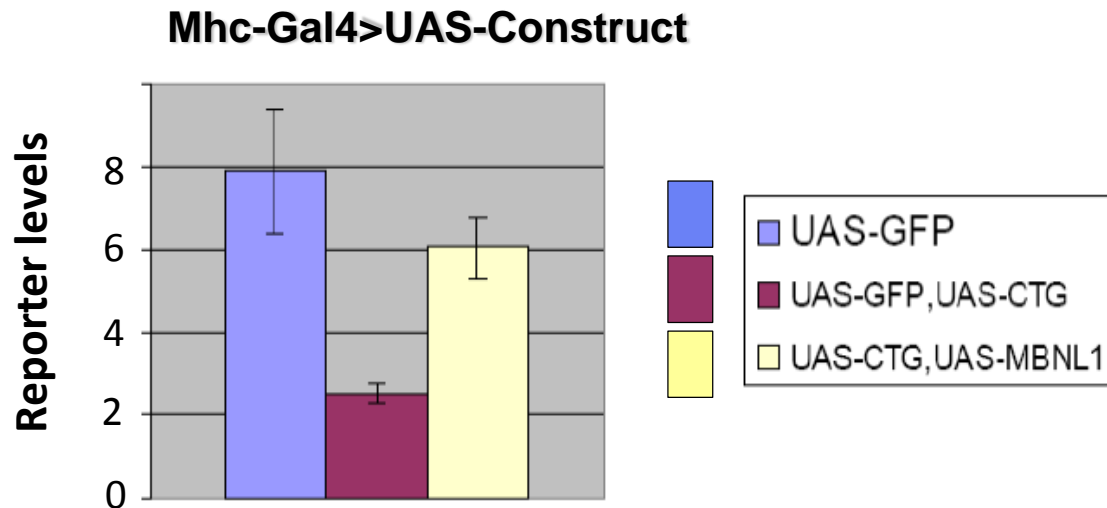 Mhc-Gal4>UAS-Construct
Reporter levels
8
6
4
2
0
UAS-GFP
UAS-GFP,UAS-CTG
UAS-CTG,UAS-MBNL1